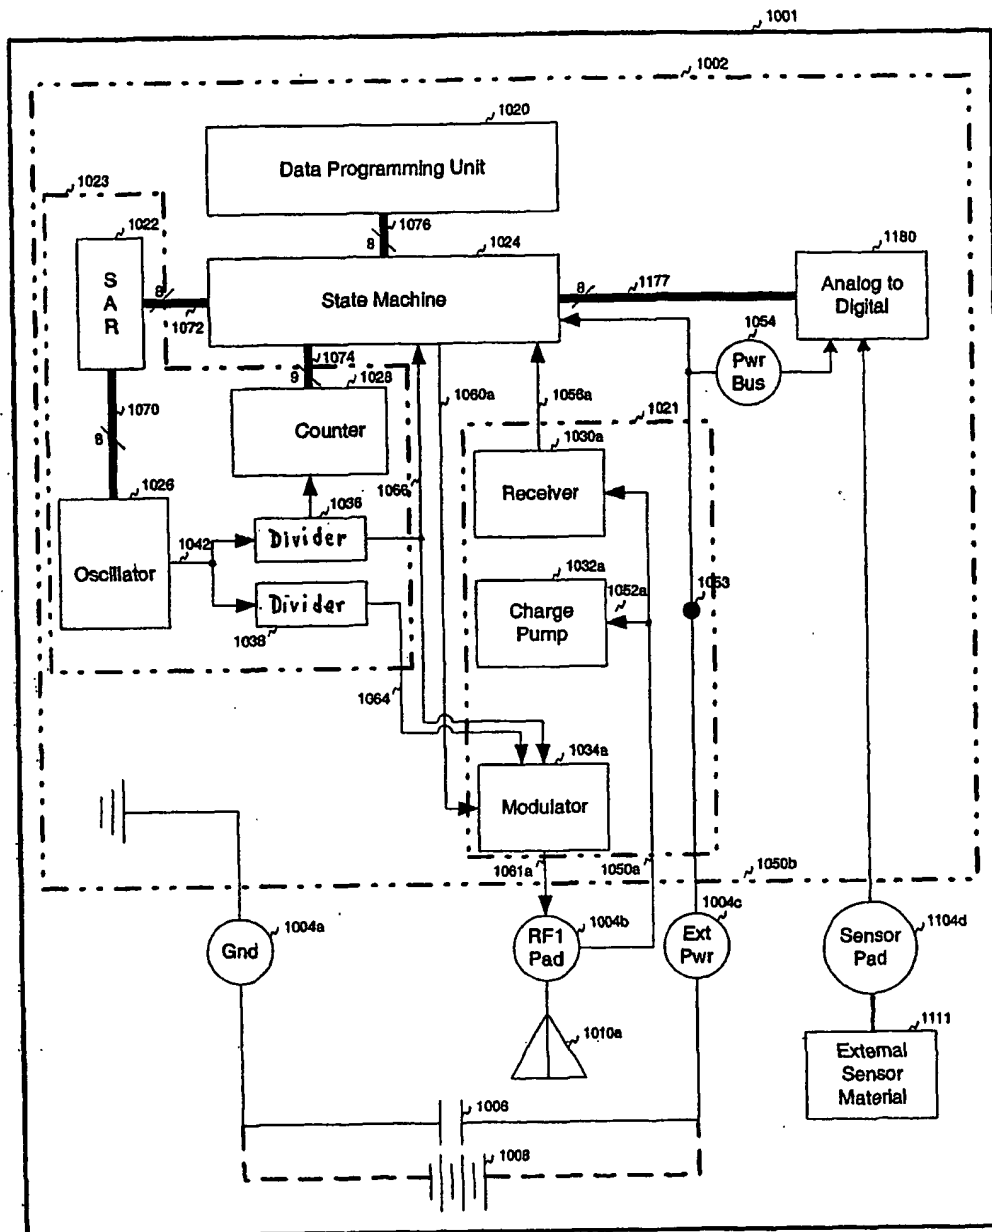 1001
1002
1020
Data Programming Unit
1023
1022
S
A
R
8
1076
1024
State Machine
8
1072
8
1177
1180
Analog to
Digital
1054
Pwr
Bus
1074
9
1028
Counter
1060a
1056a
1021
1070
8
1030a
Receiver
1066
1026
Oscillator
1042
1036
Divider
Divider
1038
1032a
Charge
Pump
1052a
1053
1064
1034a
Modulator
1061a
1050a
1050b
1004a
Gnd
1004b
RF1
Pad
1004c
Ext
Pwr
1104d
Sensor
Pad
1010a
1111
External
Sensor
Material
1006
1008